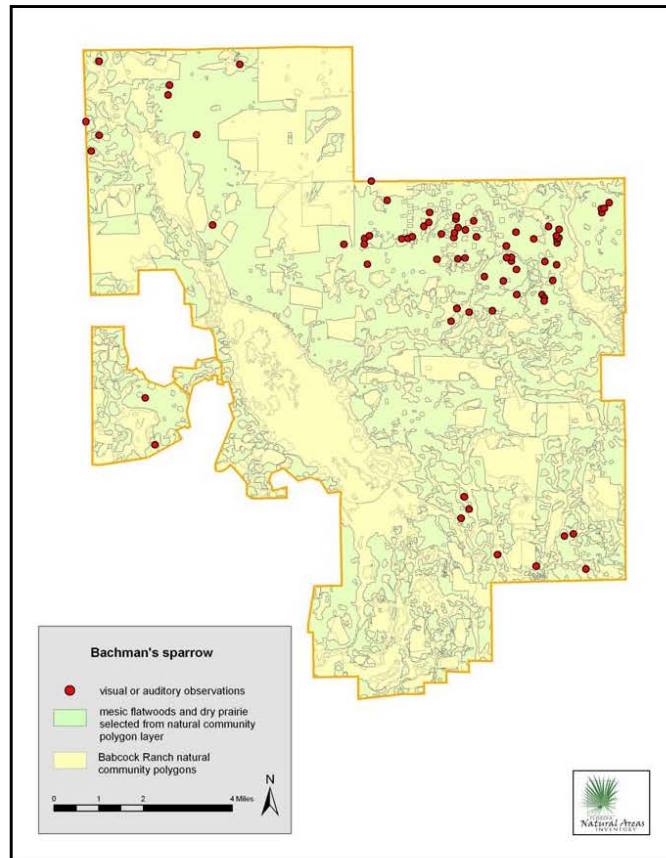 Bachman's sparrow
visual or auditory observations
mesic flatwoods and dry prairie
selected from natural community
polygon layer
Babcock Ranch natural
community polygons
N
0 1 2 4 Miles
FLORIDA
Natural Areas
INVENTORY